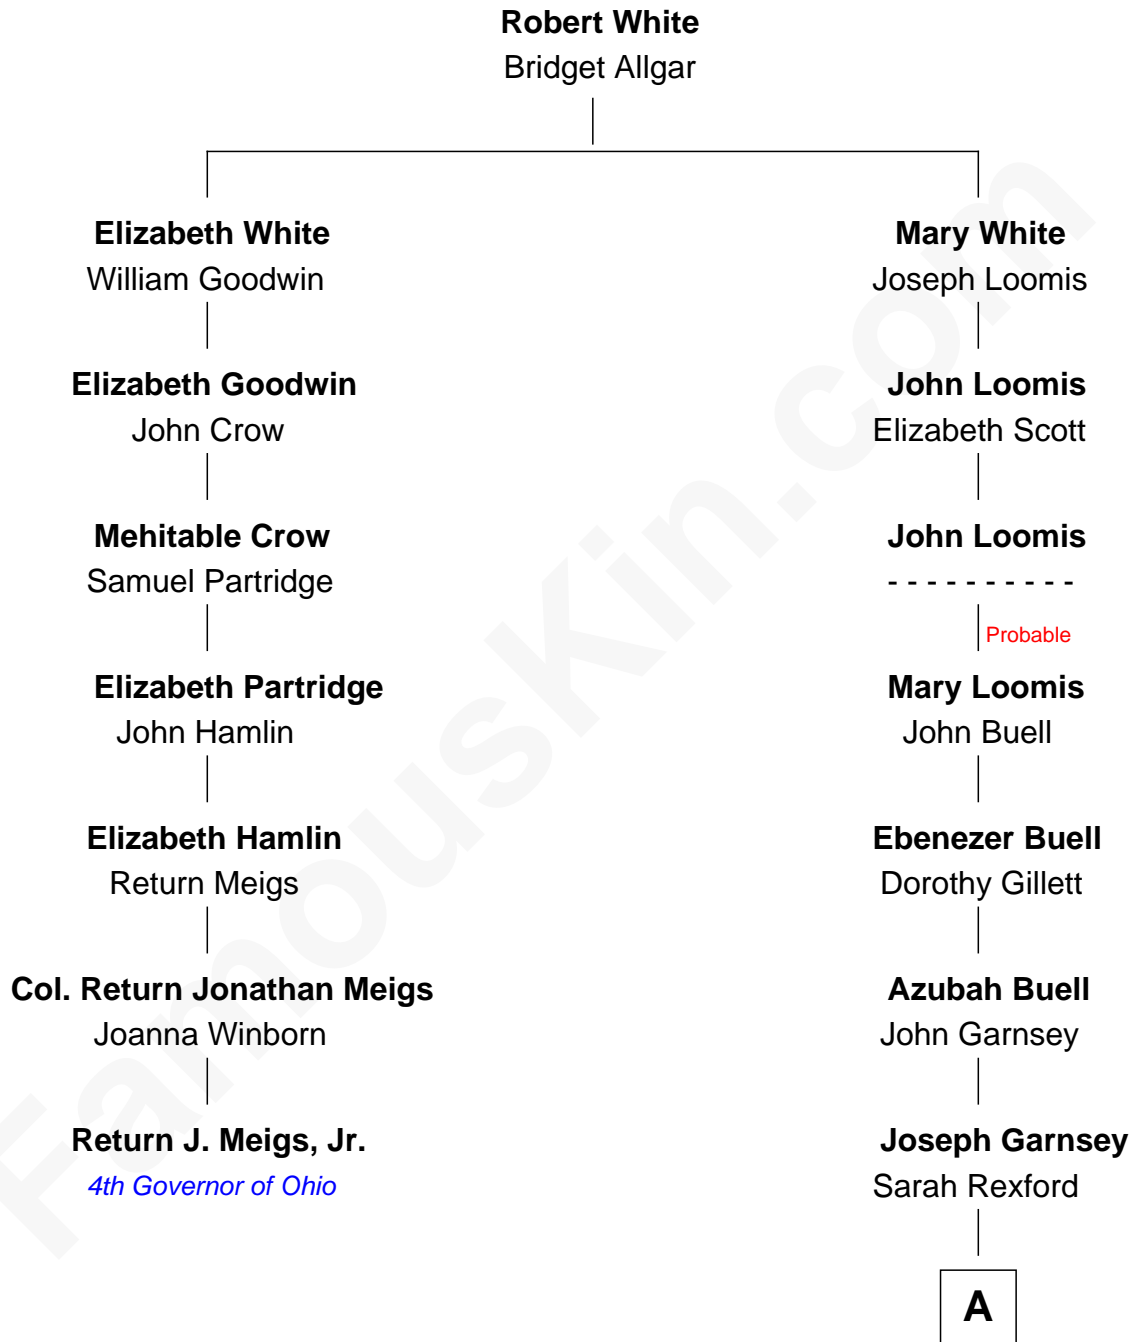 Robert White
Bridget Allgar
Elizabeth White
William Goodwin
Mary White
Joseph Loomis
Elizabeth Goodwin
John Crow
John Loomis
Elizabeth Scott
Mehitable Crow
Samuel Partridge
John Loomis
- - - - - - - - - -
Probable
Elizabeth Partridge
John Hamlin
Mary Loomis
John Buell
Elizabeth Hamlin
Return Meigs
Ebenezer Buell
Dorothy Gillett
Col. Return Jonathan Meigs
Joanna Winborn
Azubah Buell
John Garnsey
Return J. Meigs, Jr.
4th Governor of Ohio
Joseph Garnsey
Sarah Rexford
A
FamousKin.com